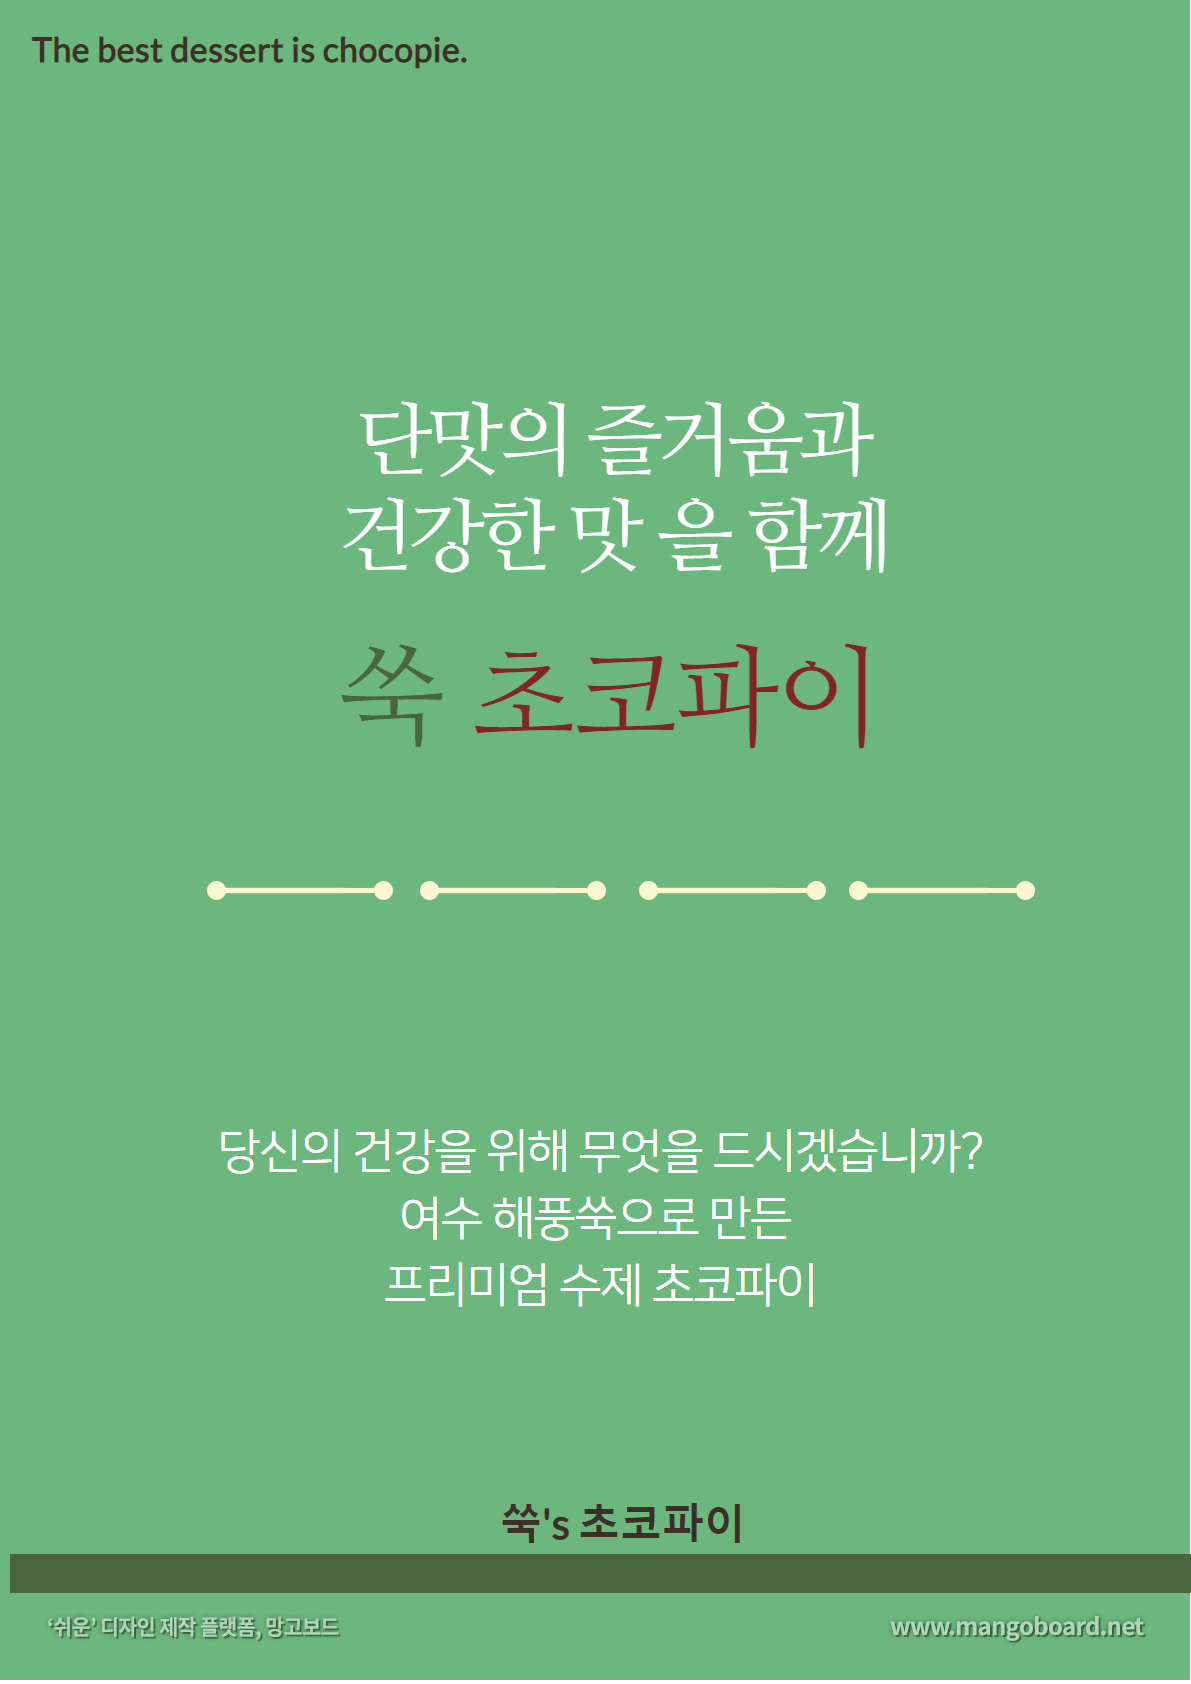 The best dessert is chocopie.
단맛의 즐거움과
건강한 맛 을 함께
쑥 초코파이
당신의 건강을 위해 무엇을 드시겠습니까?
여수 해풍쑥으로 만든
프리미엄 수제 초코파이
쑥's 초코파이
‘쉬운’ 디자인 제작 플랫폼, 망고보드
www.mangoboard.net